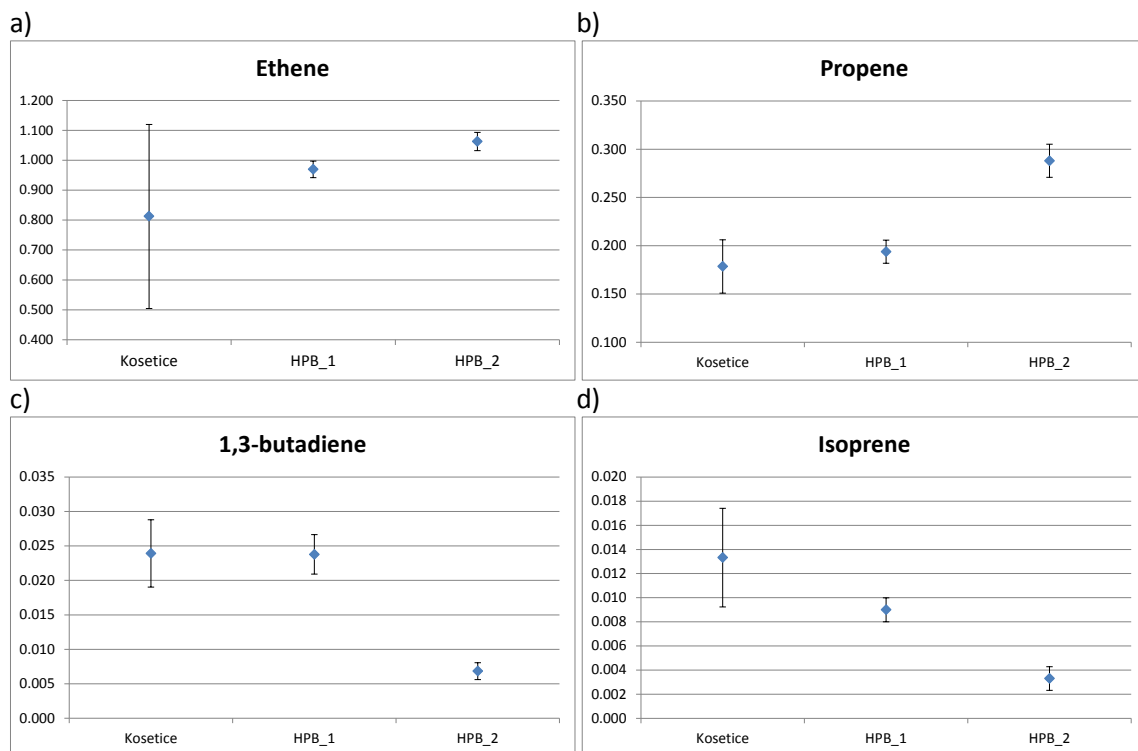 a)
Ethene
1.200
1.100
1.000
0.900
0.800
0.700
0.600
0.500
0.400
Kosetice HPB_1 HPB_2
b)
Propene
0.350
0.300
0.250
0.200
0.150
0.100
Kosetice HPB_1 HPB_2
c)
1,3-butadiene
0.035
0.030
0.025
0.020
0.015
0.010
0.005
0.000
Kosetice HPB_1 HPB_2
d)
Isoprene
0.020
0.018
0.016
0.014
0.012
0.010
0.008
0.006
0.004
0.002
0.000
Kosetice HPB_1 HPB_2